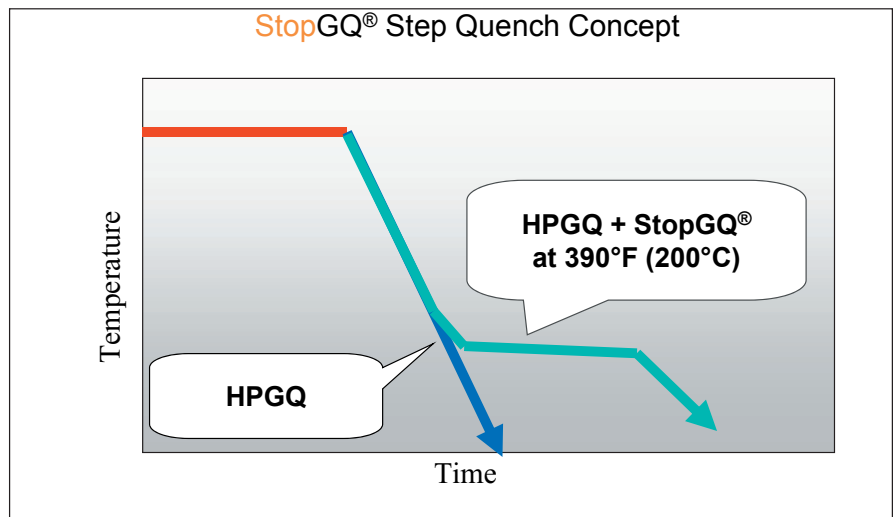 StopGQ® Step Quench Concept
Temperature
HPGQ + StopGQ®
at 390°F (200°C)
HPGQ
Time